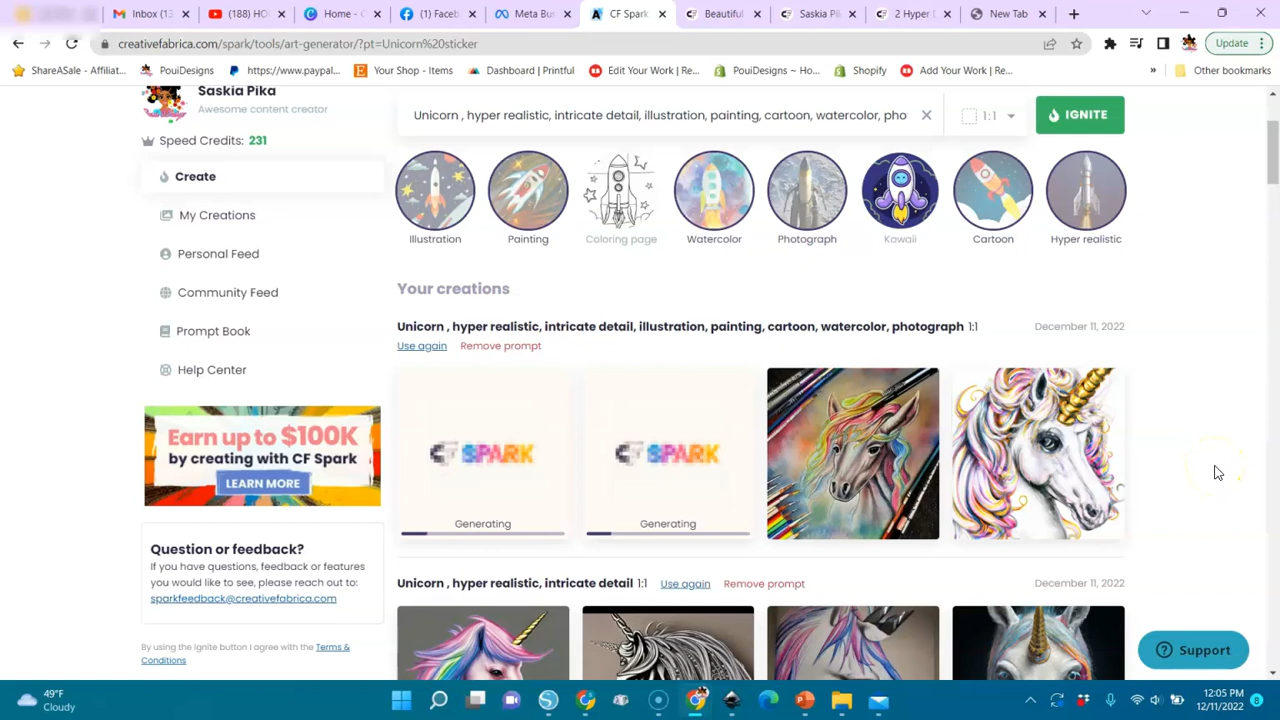 Inbox (13
(188) HO
Home - C
(1) Faceb
Meta Bus
CF Spark
Beautiful
Saskia Pi
2 Hyper D
New Tab
creativefabrica.com/spark/tools/art-generator/?pt=Unicorn%20sticker
Update
ShareASale - Affiliat...
PouiDesigns
https://www.paypal...
Your Shop - Items
Dashboard | Printful
Edit Your Work | Re...
PouiDesigns ~ Ho...
Shopify
Add Your Work | Re...
»
Other bookmarks
Saskia Pika
Awesome content creator
Speed Credits: 231
Create
My Creations
Personal Feed
Community Feed
Prompt Book
Help Center
Earn up to $100K
by creating with CF Spark
LEARN MORE
Question or feedback?
If you have questions, feedback or features
you would like to see, please reach out to:
sparkfeedback@creativefabrica.com
By using the Ignite button I agree with the Terms &
Conditions
Unicorn , hyper realistic, intricate detail, illustration, painting, cartoon, watercolor, pho
1:1
IGNITE
Illustration
Painting
Coloring page
Watercolor
Photograph
Kawaii
Cartoon
Hyper realistic
Your creations
Unicorn , hyper realistic, intricate detail, illustration, painting, cartoon, watercolor, photograph 1:1
December 11, 2022
Use again Remove prompt
CF SPARK
Generating
CF SPARK
Generating
Unicorn , hyper realistic, intricate detail 1:1 Use again Remove prompt
December 11, 2022
Support
49°F
Cloudy
12:05 PM
12/11/2022
8